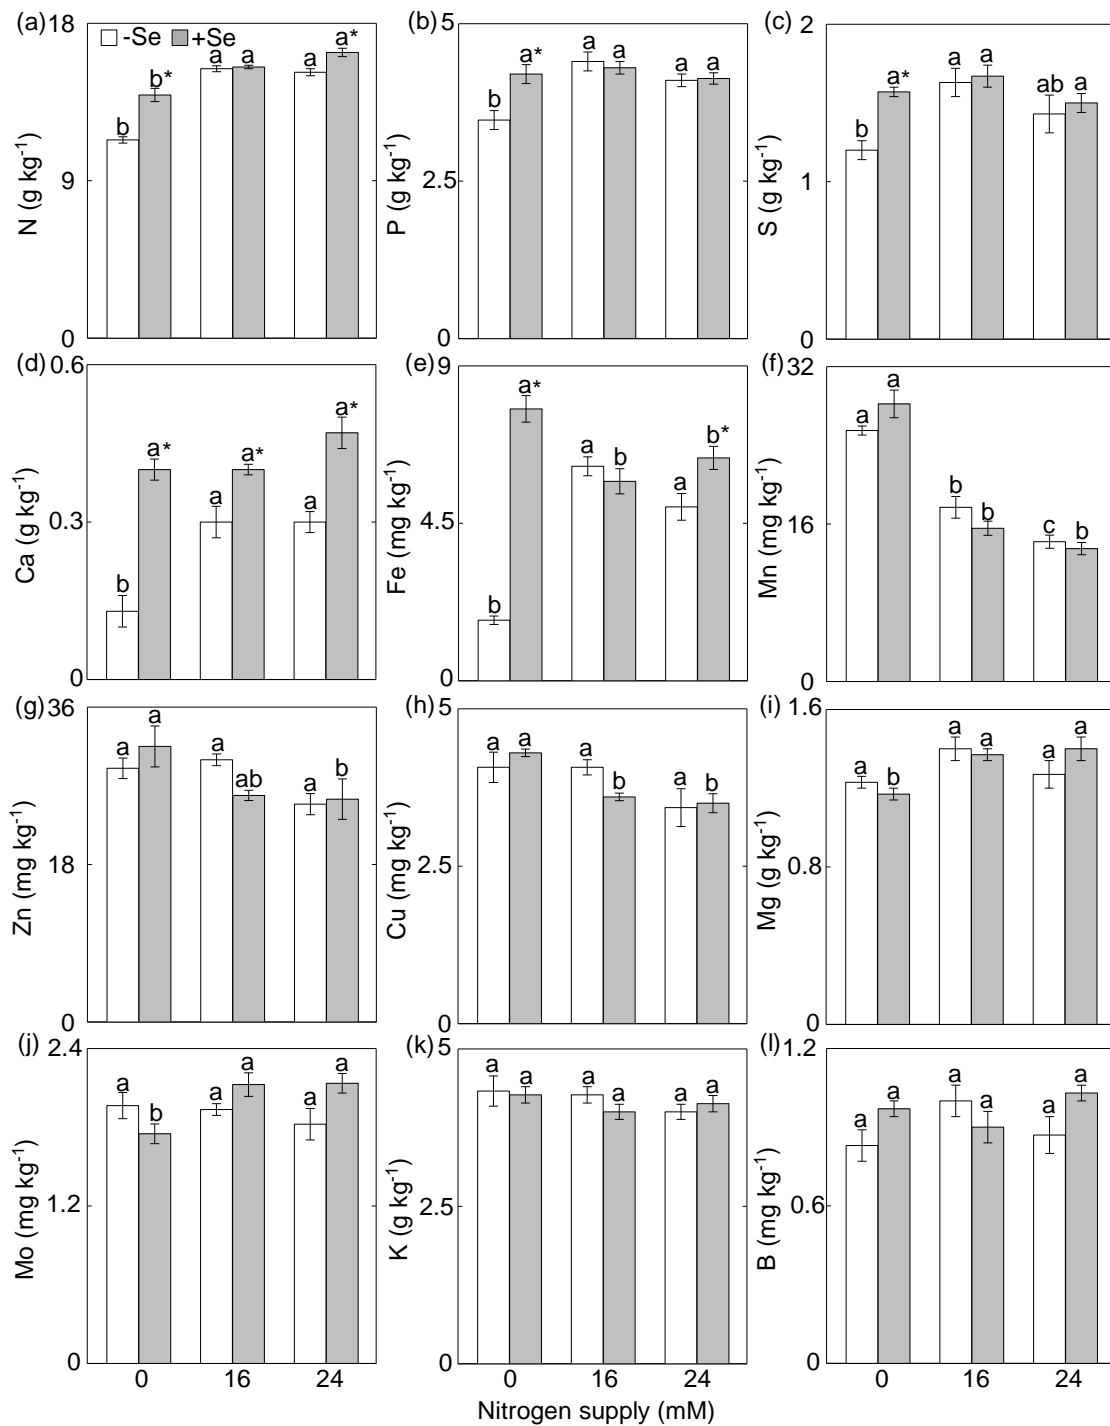 (a) 18 -Se +Se b b* a a a a* 9 0 N (g kg-1)
(b) 5 b a* a a a a 2.5 0 P (g kg-1)
(c) 2 b a* a a ab a 1 0 S (g kg-1)
(d) 0.6 b a* a a* a a* 0.3 0 Ca (g kg-1)
(e) 9 b a* a b a b* 4.5 0 Fe (mg kg-1)
(f) 32 a a b b c b 16 0 Mn (mg kg-1)
(g) 36 a a a ab a b 18 0 Zn (mg kg-1)
(h) 5 a a a b a b 2.5 0 Cu (mg kg-1)
(i) 1.6 a b a a a a 0.8 0 Mg (g kg-1)
(j) 2.4 a b a a a a 1.2 0 Mo (mg kg-1)
(k) 5 a a a a a a 2.5 0 K (g kg-1)
(l) 1.2 a a a a a a 0.6 0 B (mg kg-1)
0 16 24 0 16 24 0 16 24
Nitrogen supply (mM)